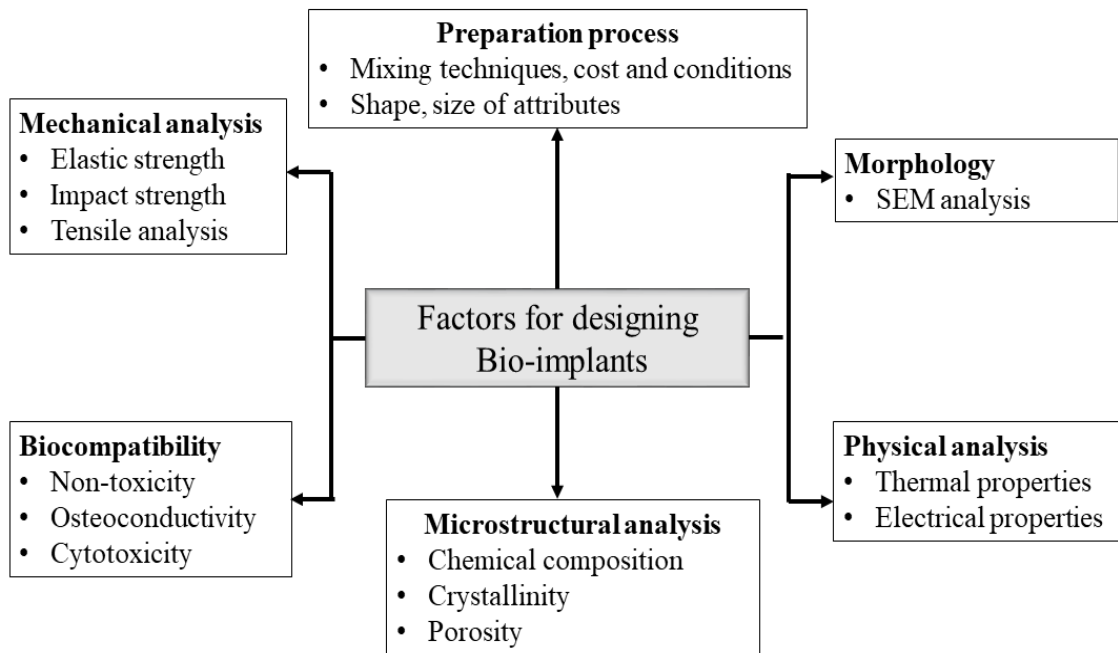 Preparation process
• Mixing techniques, cost and conditions
• Shape, size of attributes
Mechanical analysis
• Elastic strength
• Impact strength
• Tensile analysis
Morphology
• SEM analysis
Factors for designing
Bio-implants
Biocompatibility
• Non-toxicity
• Osteoconductivity
• Cytotoxicity
Microstructural analysis
• Chemical composition
• Crystallinity
• Porosity
Physical analysis
• Thermal properties
• Electrical properties